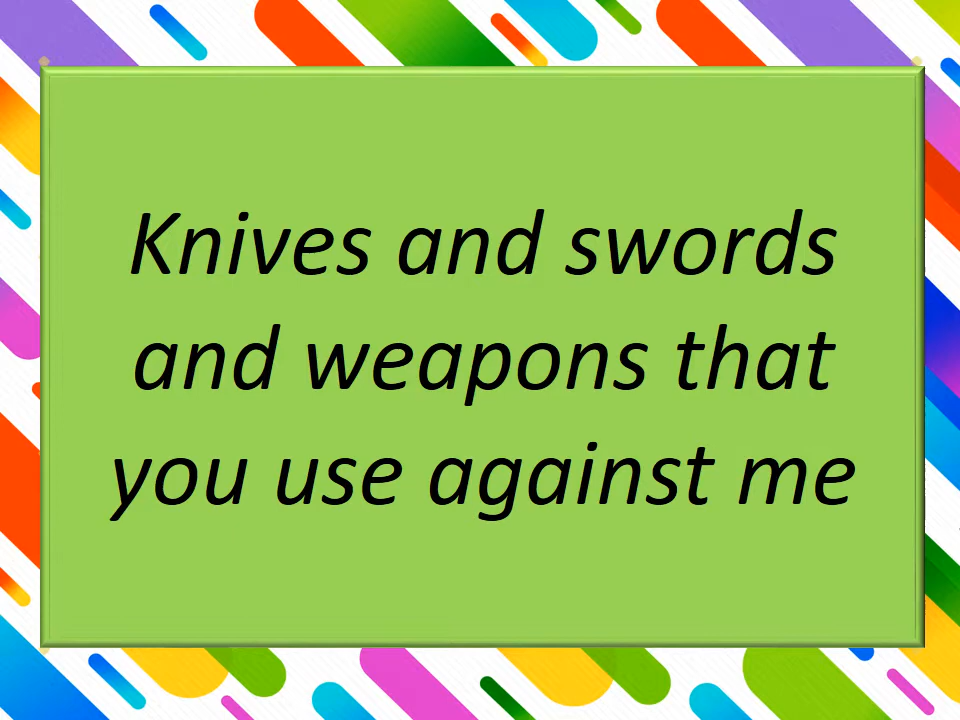 Knives and swords
and weapons that
you use against me